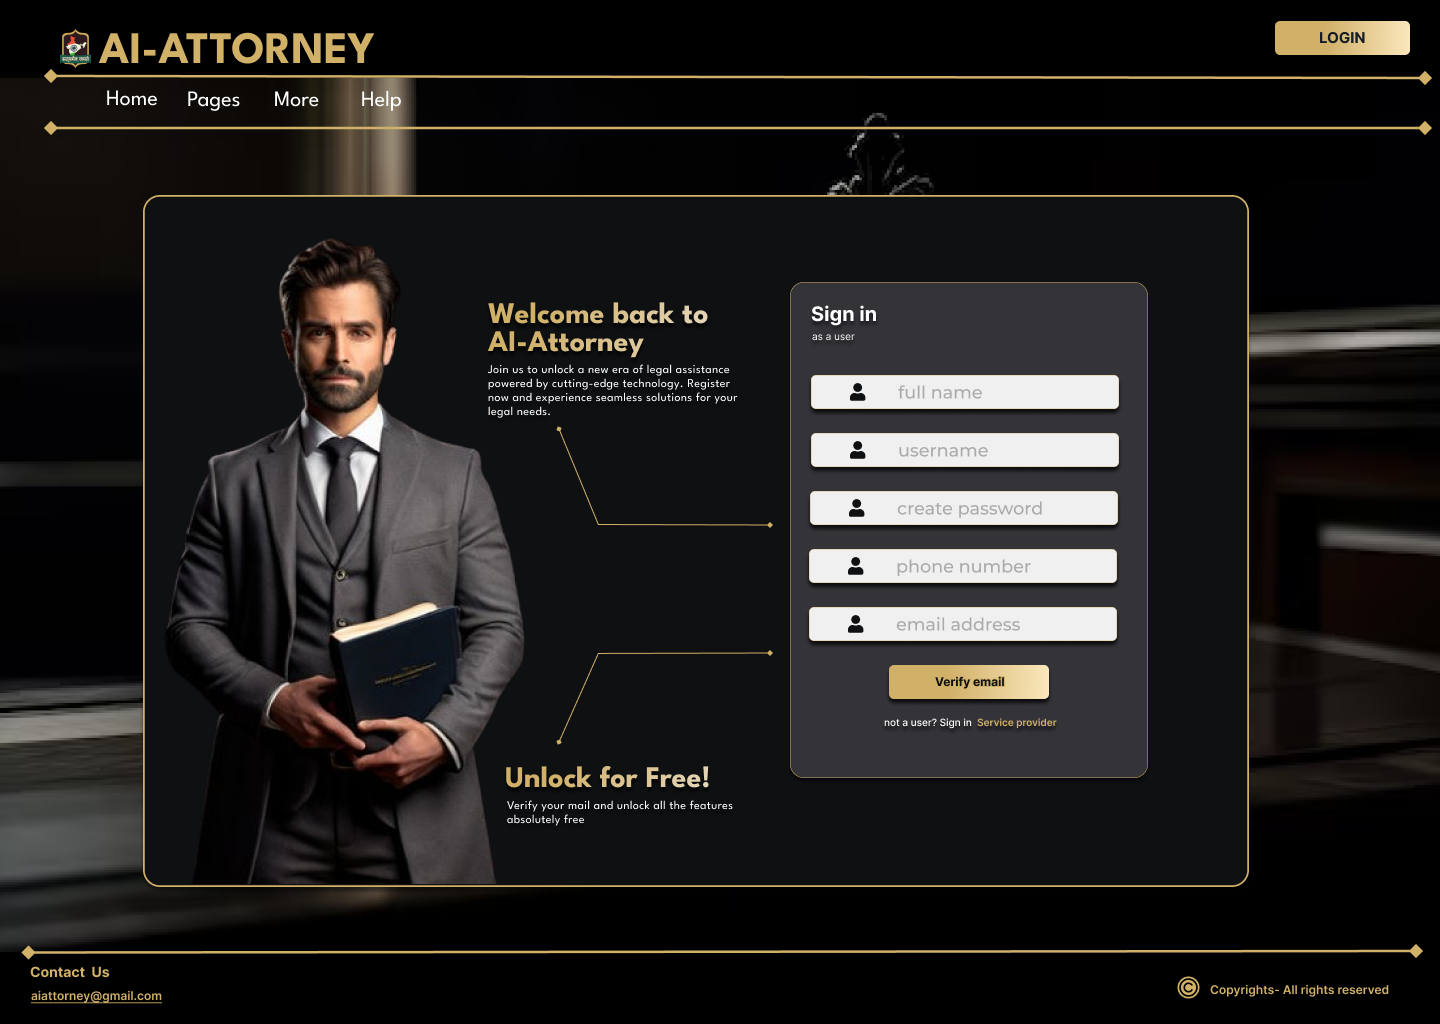 AI-ATTORNEY
LOGIN
Home Pages More Help
Welcome back to
AI-Attorney
Join us to unlock a new era of legal assistance
powered by cutting-edge technology. Register
now and experience seamless solutions for your
legal needs.
Sign in
as a user
full name
username
create password
phone number
email address
Verify email
not a user? Sign in Service provider
Unlock for Free!
Verify your mail and unlock all the features
absolutely free
Contact Us
aiattorney@gmail.com
© Copyrights- All rights reserved